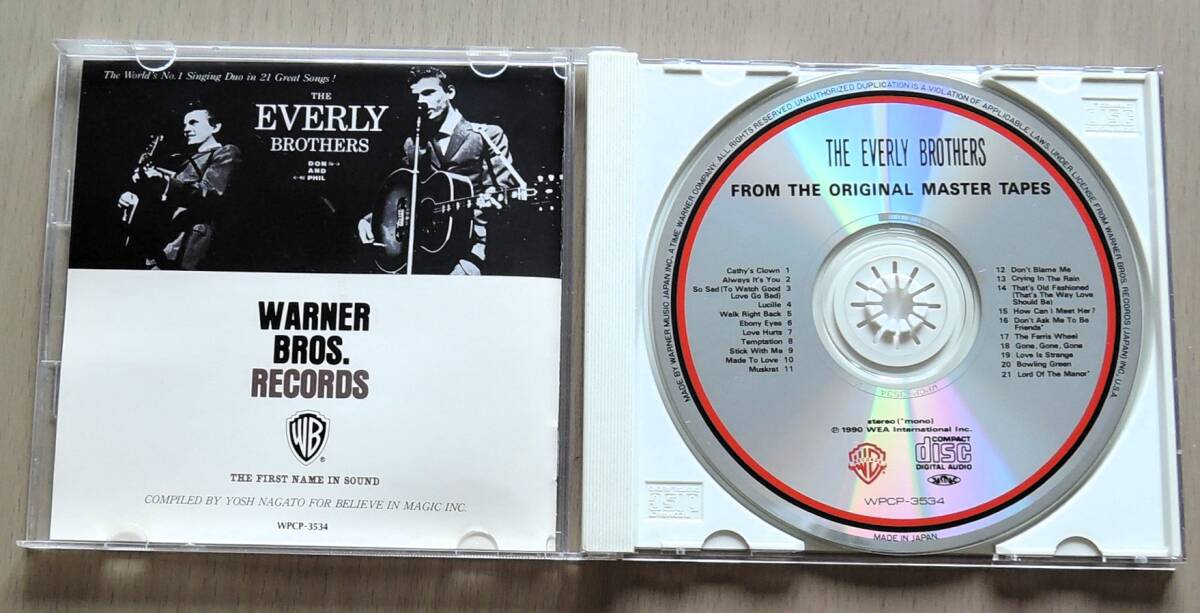 The World's No.1 Singing Duo in 21 Great Songs!
THE
EVERLY
BROTHERS
DON
AND
PHIL
WARNER
BROS.
RECORDS
WB
®
THE FIRST NAME IN SOUND
COMPILED BY YOSH NAGATO FOR BELIEVE IN MAGIC INC.
WPCP-3534
MADE BY WARNER MUSIC JAPAN INC., A TIME WARNER COMPANY. ALL RIGHTS RESERVED. UNAUTHORIZED DUPLICATION IS A VIOLATION OF APPLICABLE LAWS. UNDER LICENSE FROM WARNER BROS. RECORDS (JAPAN) INC., U.S.A.
THE EVERLY BROTHERS
FROM THE ORIGINAL MASTER TAPES
Cathy's Clown 1
Always It's You 2
So Sad (To Watch Good 3
Love Go Bad)
Lucille 4
Walk Right Back 5
Ebony Eyes 6
Love Hurts 7
Temptation 8
Stick With Me 9
Made To Love 10
Muskrat 11
12 Don't Blame Me
13 Crying In The Rain
14 That's Old Fashioned
(That's The Way Love
Should Be)
15 How Can I Meet Her?
16 Don't Ask Me To Be
Friends*
17 The Ferris Wheel
18 Gone, Gone, Gone
19 Love Is Strange
20 Bowling Green
21 Lord Of The Manor*
stereo (*mono)
℗ 1990 WEA International Inc.
COMPACT
disc
DIGITAL AUDIO
WPCP-3534
MADE IN JAPAN